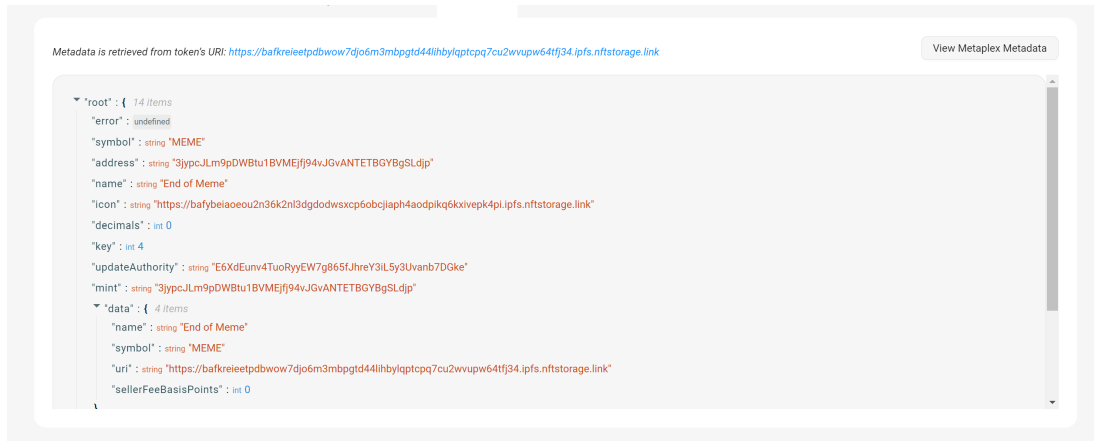 Metadata is retrieved from token's URI: https://bafkreieetpdbwow7djo6m3mbpgtd44lihbylqptcpq7cu2wvupw64tfj34.ipfs.nftstorage.link
View Metaplex Metadata
"root" : { 14 items
"error" : undefined
"symbol" : string "MEME"
"address" : string "3jypcJLm9pDWBtu1BVMEjfj94vJGvANTETBGYBgSLdjp"
"name" : string "End of Meme"
"icon" : string "https://bafybeiaoeou2n36k2nl3dgdodwsxcp6obcjiaph4aodpikq6kxivepk4pi.ipfs.nftstorage.link"
"decimals" : int 0
"key" : int 4
"updateAuthority" : string "E6XdEunv4TuoRyyEW7g865fJhreY3iL5y3Uvanb7DGke"
"mint" : string "3jypcJLm9pDWBtu1BVMEjfj94vJGvANTETBGYBgSLdjp"
"data" : { 4 items
"name" : string "End of Meme"
"symbol" : string "MEME"
"uri" : string "https://bafkreieetpdbwow7djo6m3mbpgtd44lihbylqptcpq7cu2wvupw64tfj34.ipfs.nftstorage.link"
"sellerFeeBasisPoints" : int 0
}